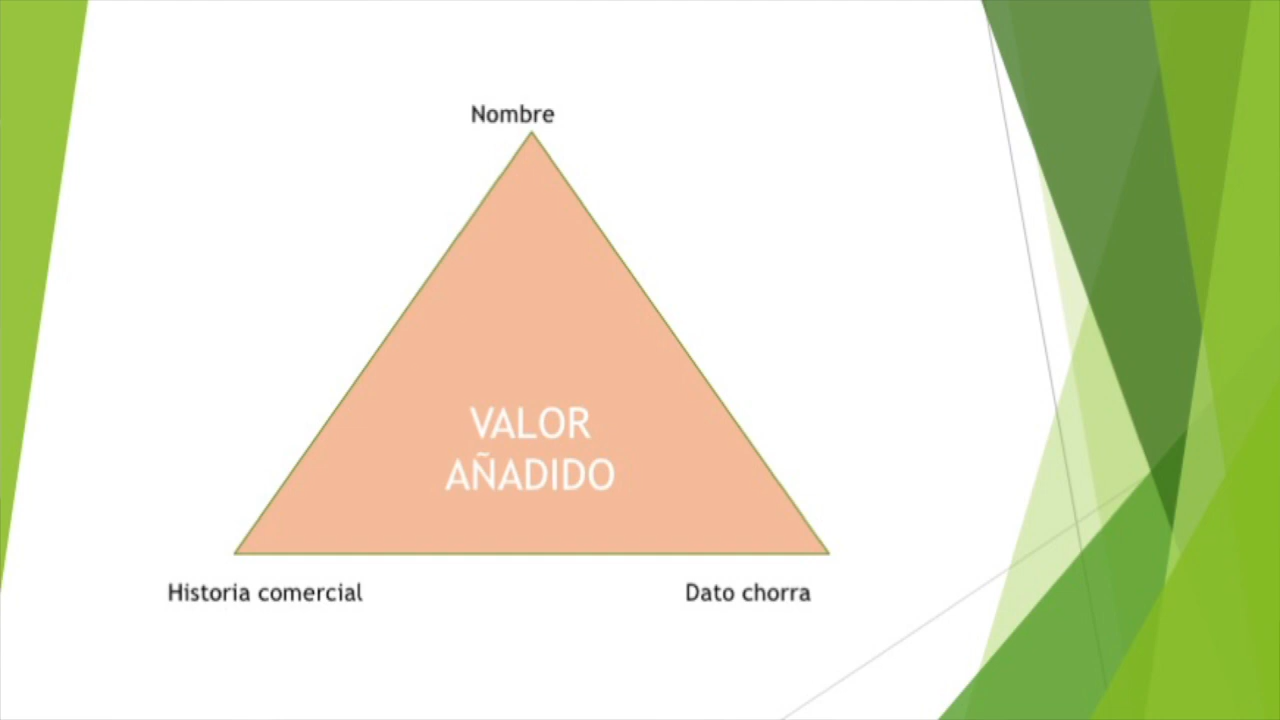 Nombre
VALOR
AÑADIDO
Historia comercial
Dato chorra